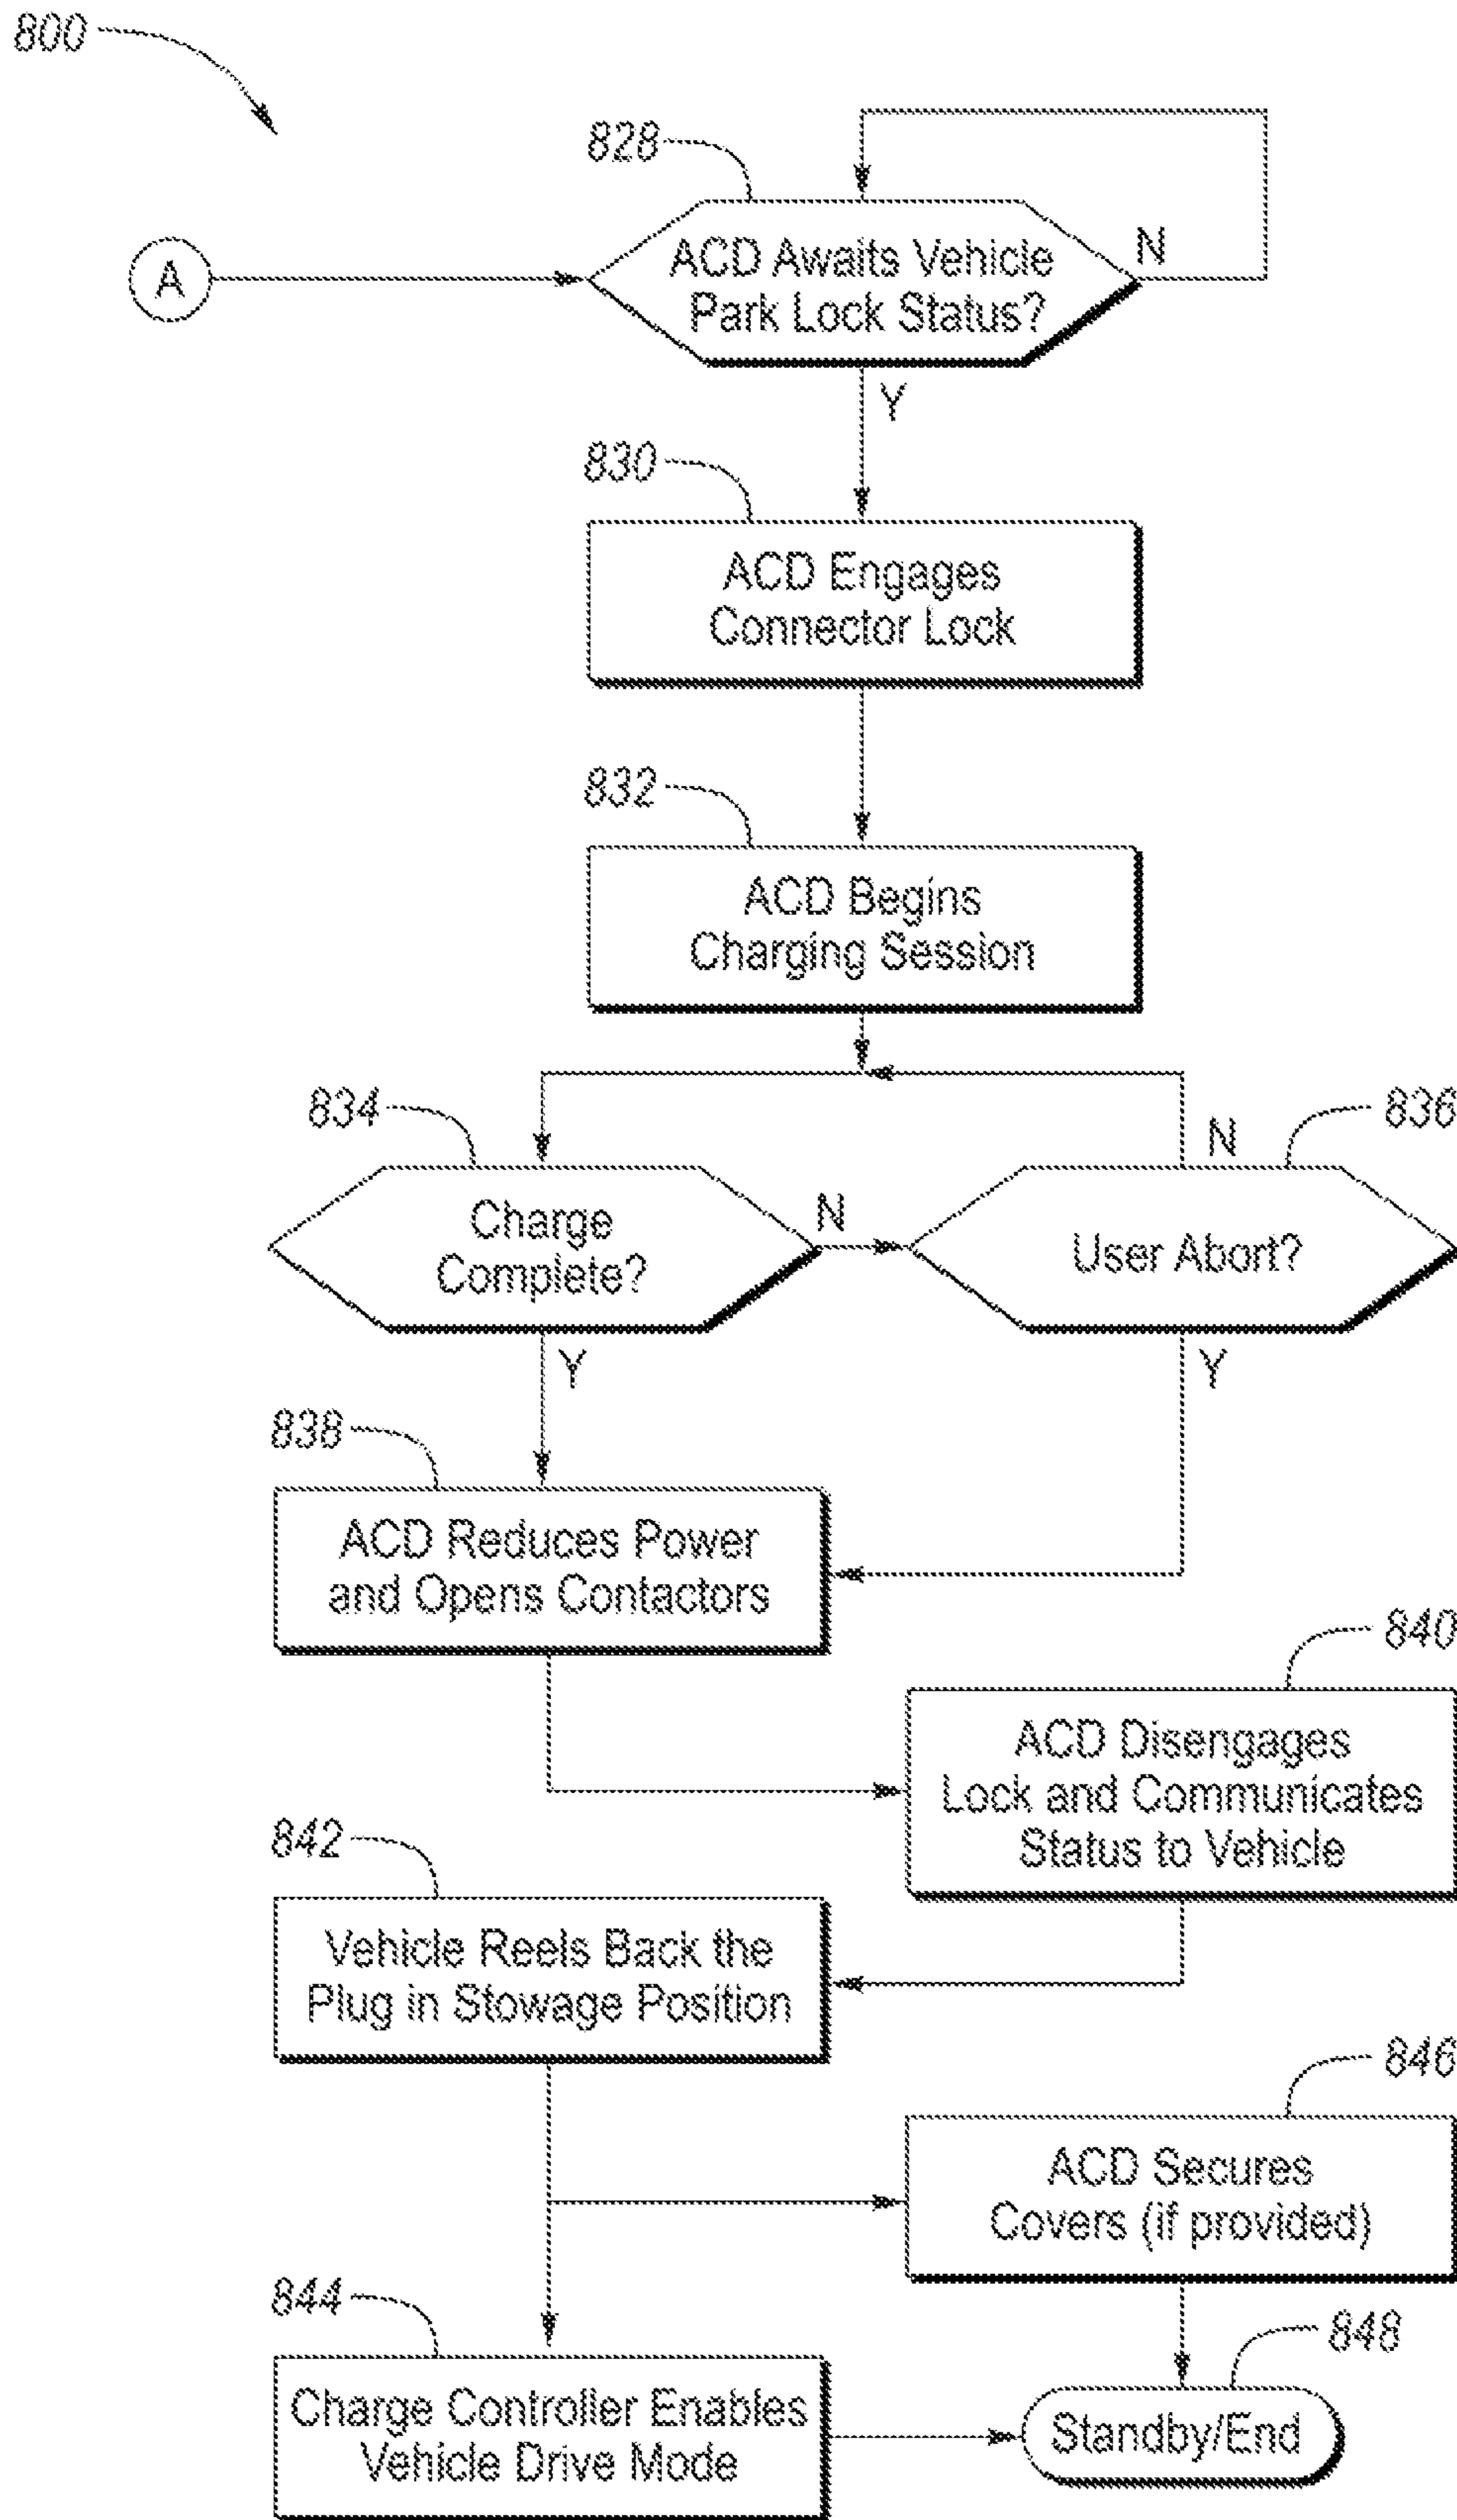 800
828
ACD Awaits Vehicle
Park Lock Status?
N
A
Y
830
ACD Engages
Connector Lock
832
ACD Begins
Charging Session
834
836
N
Charge
Complete?
N
User Abort?
Y
Y
838
ACD Reduces Power
and Opens Contactors
840
ACD Disengages
Lock and Communicates
Status to Vehicle
842
Vehicle Reels Back the
Plug in Stowage Position
846
ACD Secures
Covers (if provided)
844
848
Charge Controller Enables
Vehicle Drive Mode
Standby/End